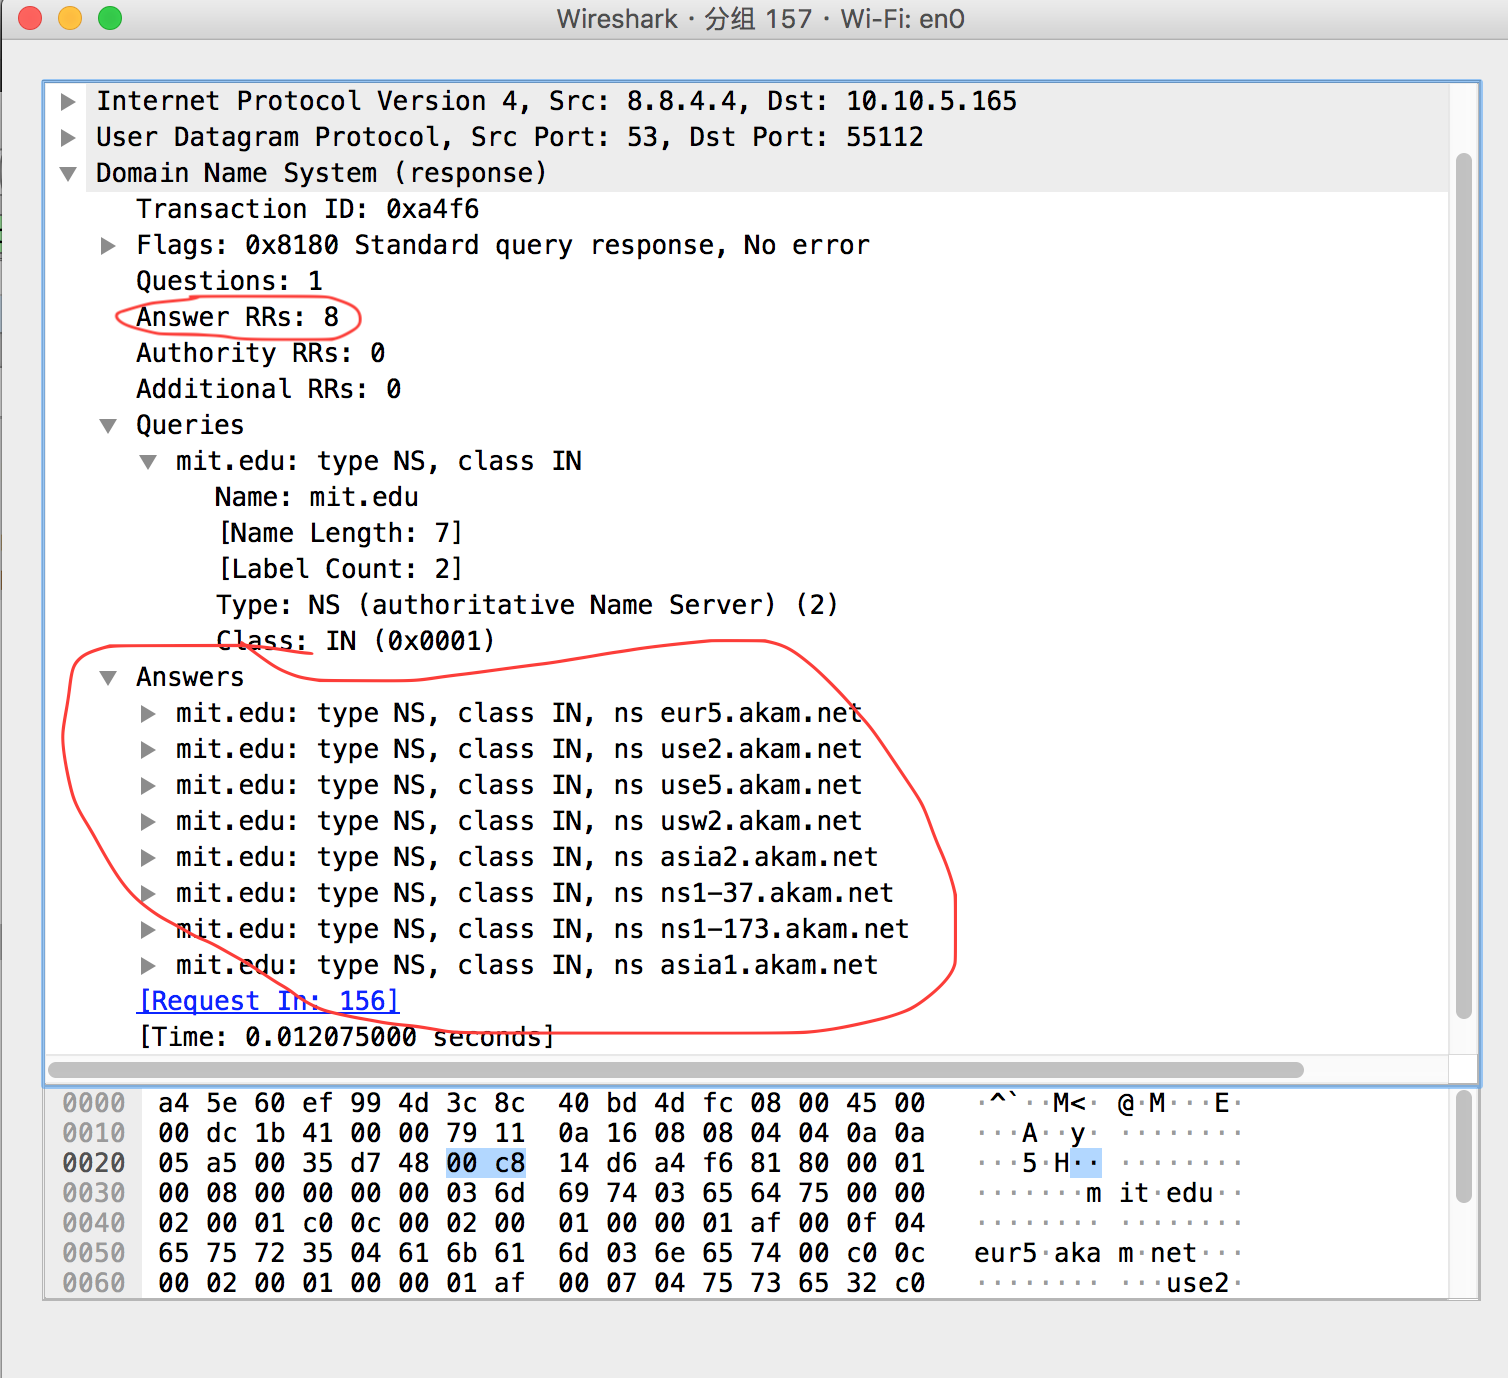 Wireshark · 分组 157 · Wi-Fi: en0
Internet Protocol Version 4, Src: 8.8.4.4, Dst: 10.10.5.165
User Datagram Protocol, Src Port: 53, Dst Port: 55112
Domain Name System (response)
Transaction ID: 0xa4f6
Flags: 0x8180 Standard query response, No error
Questions: 1
Answer RRs: 8
Authority RRs: 0
Additional RRs: 0
Queries
mit.edu: type NS, class IN
Name: mit.edu
[Name Length: 7]
[Label Count: 2]
Type: NS (authoritative Name Server) (2)
Class: IN (0x0001)
Answers
mit.edu: type NS, class IN, ns eur5.akam.net
mit.edu: type NS, class IN, ns use2.akam.net
mit.edu: type NS, class IN, ns use5.akam.net
mit.edu: type NS, class IN, ns usw2.akam.net
mit.edu: type NS, class IN, ns asia2.akam.net
mit.edu: type NS, class IN, ns ns1-37.akam.net
mit.edu: type NS, class IN, ns ns1-173.akam.net
mit.edu: type NS, class IN, ns asia1.akam.net
[Request In: 156]
[Time: 0.012075000 seconds]
0000 a4 5e 60 ef 99 4d 3c 8c 40 bd 4d fc 08 00 45 00 ·^`··M<· @·M···E·
0010 00 dc 1b 41 00 00 79 11 0a 16 08 08 04 04 0a 0a ···A··y· ········
0020 05 a5 00 35 d7 48 00 c8 14 d6 a4 f6 81 80 00 01 ···5·H·· ········
0030 00 08 00 00 00 00 03 6d 69 74 03 65 64 75 00 00 ·······m it·edu··
0040 02 00 01 c0 0c 00 02 00 01 00 00 01 af 00 0f 04 ········ ········
0050 65 75 72 35 04 61 6b 61 6d 03 6e 65 74 00 c0 0c eur5·aka m·net···
0060 00 02 00 01 00 00 01 af 00 07 04 75 73 65 32 c0 ········ ···use2·